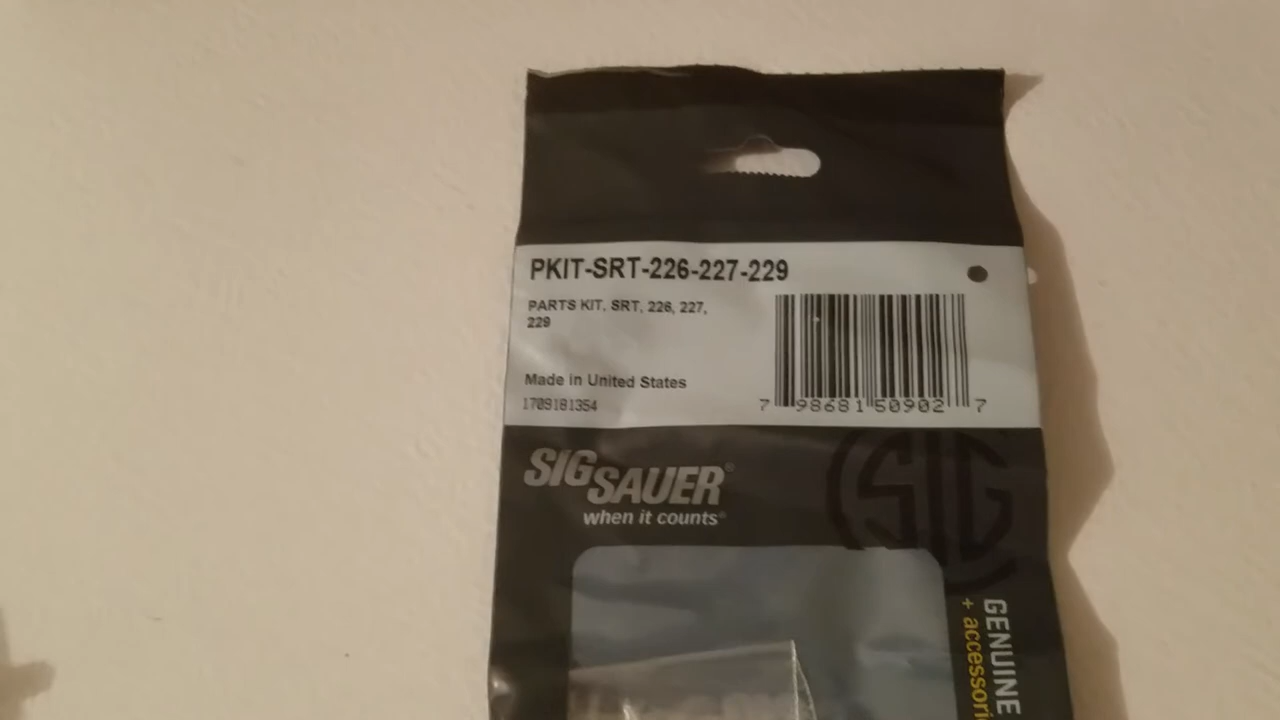 PKIT-SRT-226-227-229
PARTS KIT, SRT, 226, 227,
229
Made in United States
1709181354
7 98681 50902 7
SIG SAUER®
when it counts®
SIG
GENUINE
+ accessori